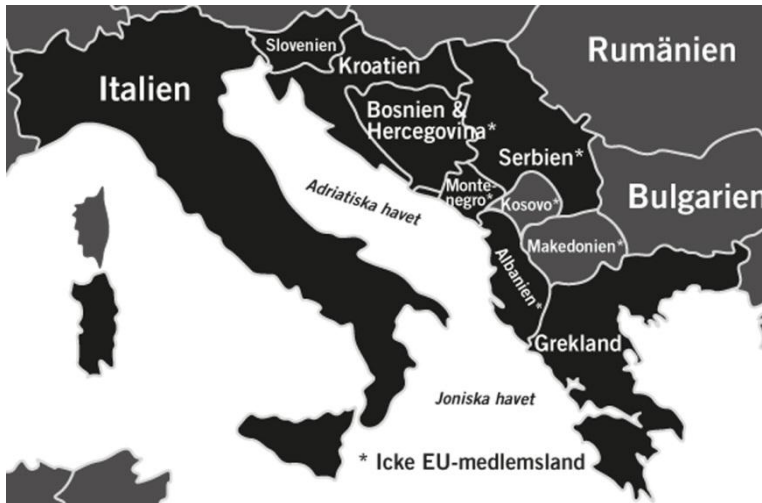 Slovenien
Rumänien
Kroatien
Italien
Bosnien &
Hercegovina*
Serbien*
Monte-
negro*
Kosovo*
Bulgarien
Adriatiska havet
Makedonien*
Albanien*
Grekland
Joniska havet
* Icke EU-medlemsland